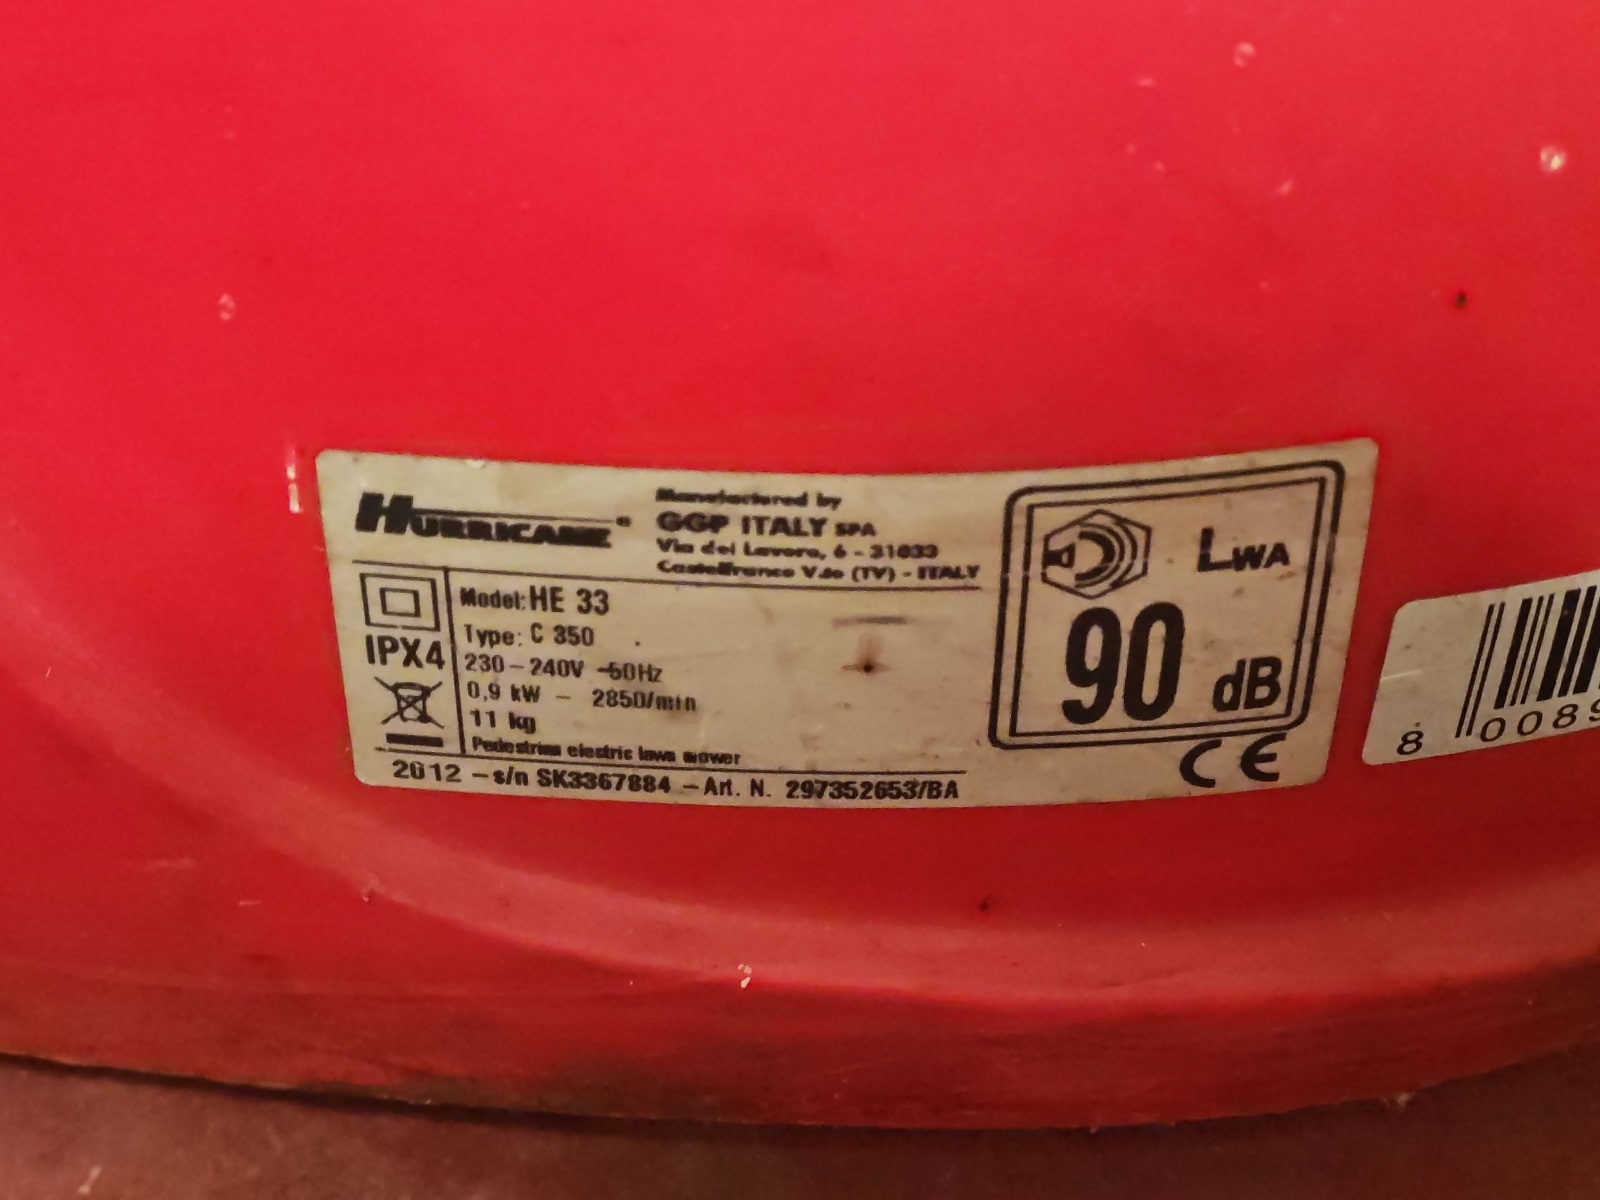 HURRICANE
Manufactured by
GGP ITALY SPA
Via del Lavoro, 6 - 31033
Castelfranco V.to (TV) - ITALY
IPX4
Model: HE 33
Type: C 350
230 – 240V ~50Hz
0,9 kW – 2850/min
11 kg
Pedestrian electric lawn mower
2012 – s/n SK3367884 – Art. N. 297352653/BA
LWA
90 dB
CE
8 0089